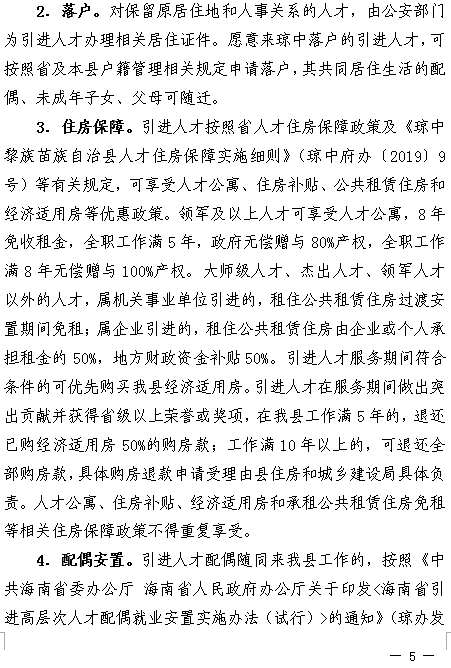 2．落户。对保留原居住地和人事关系的人才，由公安部门
为引进人才办理相关居住证件。愿意来琼中落户的引进人才，可
按照省及本县户籍管理相关规定申请落户，其共同居住生活的配
偶、未成年子女、父母可随迁。
3．住房保障。引进人才按照省人才住房保障政策及《琼中
黎族苗族自治县人才住房保障实施细则》（琼中府办〔2019〕9
号）等有关规定，可享受人才公寓、住房补贴、公共租赁住房和
经济适用房等优惠政策。领军及以上人才可享受人才公寓，8年
免收租金，全职工作满5年，政府无偿赠与80%产权，全职工作
满8年无偿赠与100%产权。大师级人才、杰出人才、领军人才
以外的人才，属机关事业单位引进的，租住公共租赁住房过渡安
置期间免租；属企业引进的，租住公共租赁住房由企业或个人承
担租金的50%，地方财政资金补贴50%。引进人才服务期间符合
条件的可优先购买我县经济适用房。引进人才在服务期间做出突
出贡献并获得省级以上荣誉或奖项，在我县工作满5年的，退还
已购经济适用房50%的购房款；工作满10年以上的，可退还全
部购房款，具体购房退款申请受理由县住房和城乡建设局具体负
责。人才公寓、住房补贴、经济适用房和承租公共租赁住房免租
等相关住房保障政策不得重复享受。
4．配偶安置。引进人才配偶随同来我县工作的，按照《中
共海南省委办公厅 海南省人民政府办公厅关于印发<海南省引
进高层次人才配偶就业安置实施办法（试行）>的通知》（琼办发
— 5 —